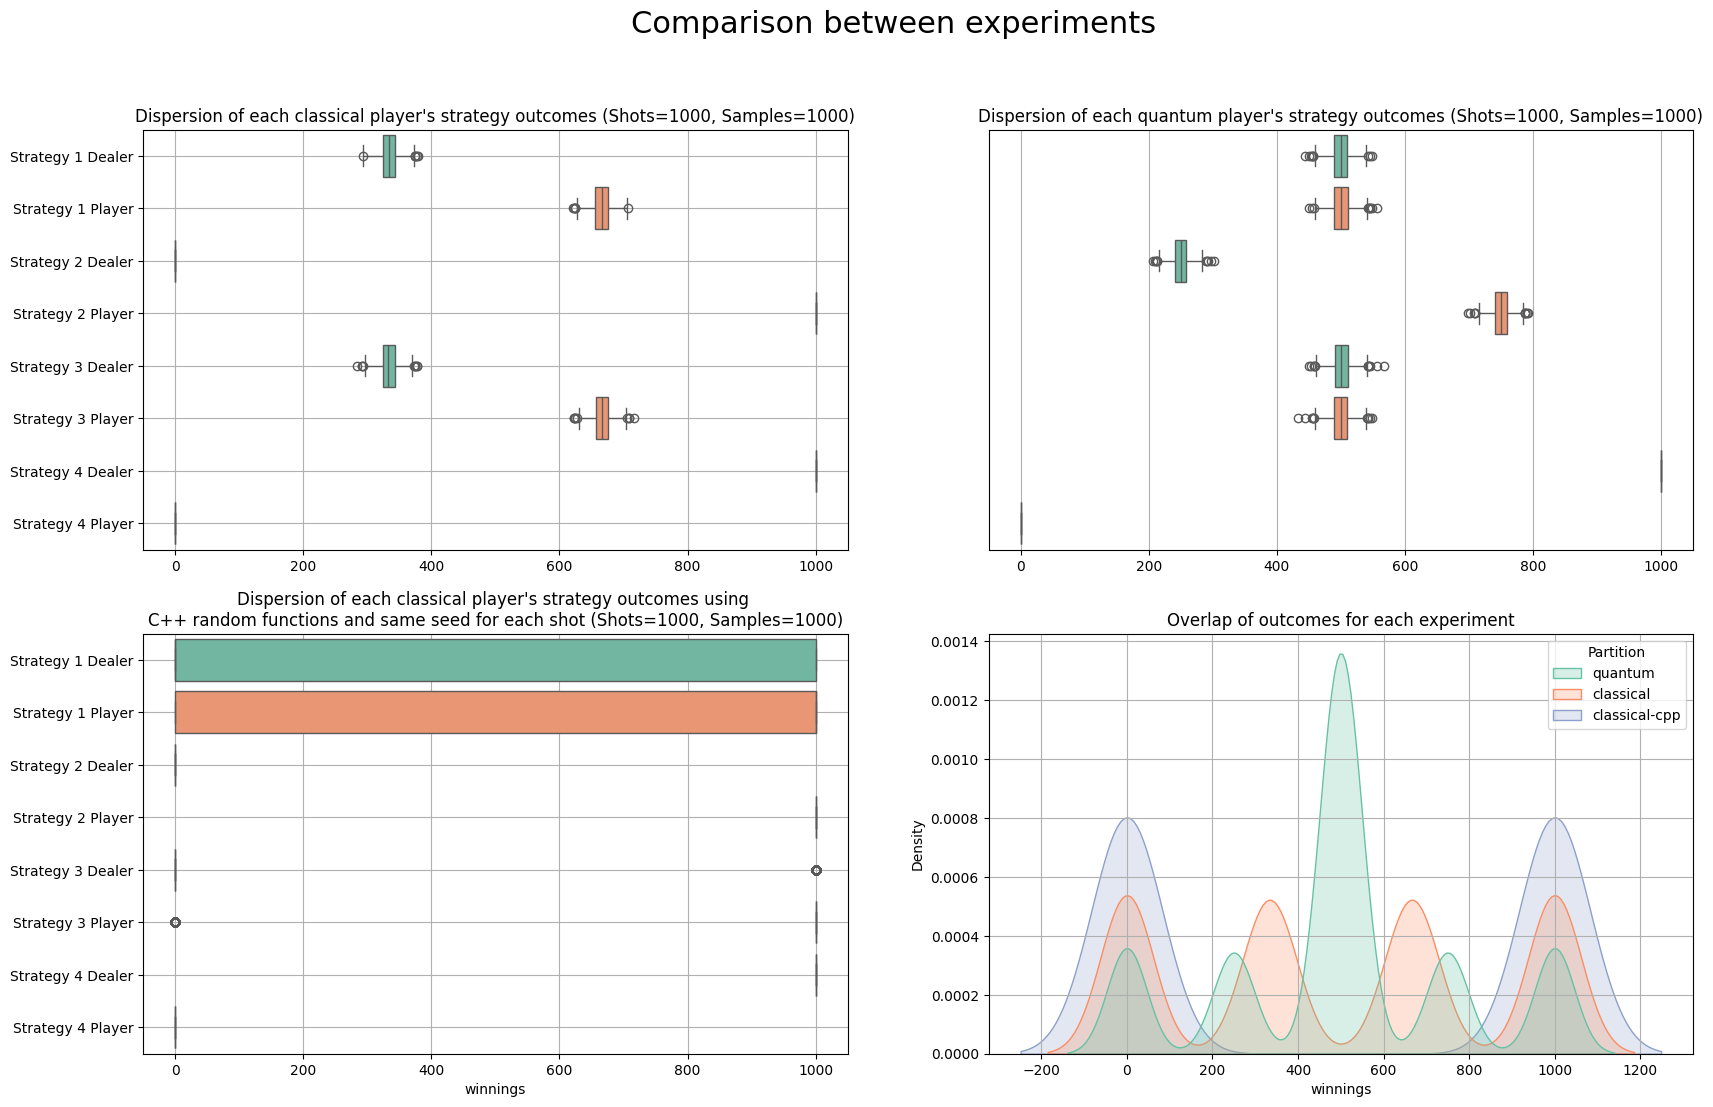 Comparison between experiments
Dispersion of each classical player's strategy outcomes (Shots=1000, Samples=1000)
Strategy 1 Dealer
Strategy 1 Player
Strategy 2 Dealer
Strategy 2 Player
Strategy 3 Dealer
Strategy 3 Player
Strategy 4 Dealer
Strategy 4 Player
0 200 400 600 800 1000
Dispersion of each quantum player's strategy outcomes (Shots=1000, Samples=1000)
0 200 400 600 800 1000
Dispersion of each classical player's strategy outcomes using
C++ random functions and same seed for each shot (Shots=1000, Samples=1000)
Strategy 1 Dealer
Strategy 1 Player
Strategy 2 Dealer
Strategy 2 Player
Strategy 3 Dealer
Strategy 3 Player
Strategy 4 Dealer
Strategy 4 Player
0 200 400 600 800 1000
winnings
Overlap of outcomes for each experiment
Partition
quantum
classical
classical-cpp
Density
0.0014
0.0012
0.0010
0.0008
0.0006
0.0004
0.0002
0.0000
−200 0 200 400 600 800 1000 1200
winnings